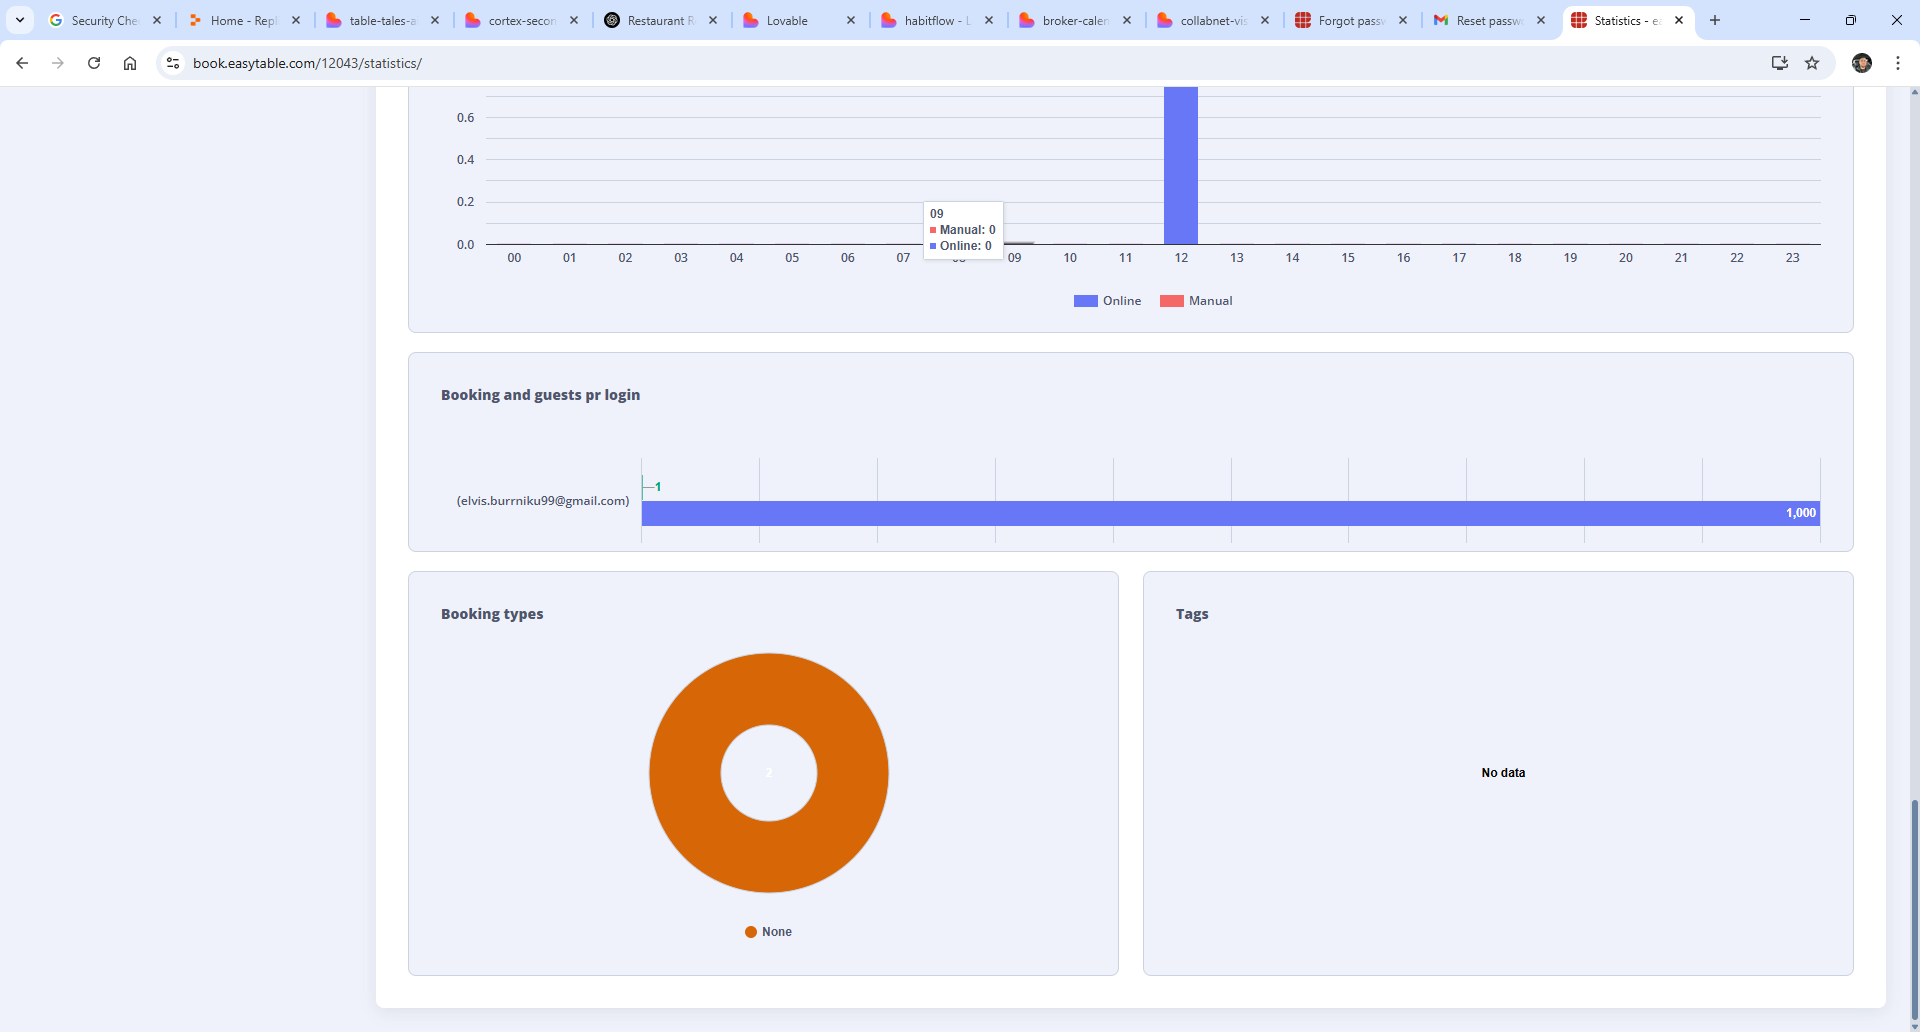 Security Che
Home - Repl
table-tales-a
cortex-secon
Restaurant R
Lovable
habitflow - L
broker-calen
collabnet-vis
Forgot passw
Reset passwo
Statistics - ea
book.easytable.com/12043/statistics/
0.6
0.4
0.2
0.0
09
Manual: 0
Online: 0
00 01 02 03 04 05 06 07 09 10 11 12 13 14 15 16 17 18 19 20 21 22 23
Online Manual
Booking and guests pr login
1
(elvis.burrniku99@gmail.com)
1,000
Booking types
2
None
Tags
No data